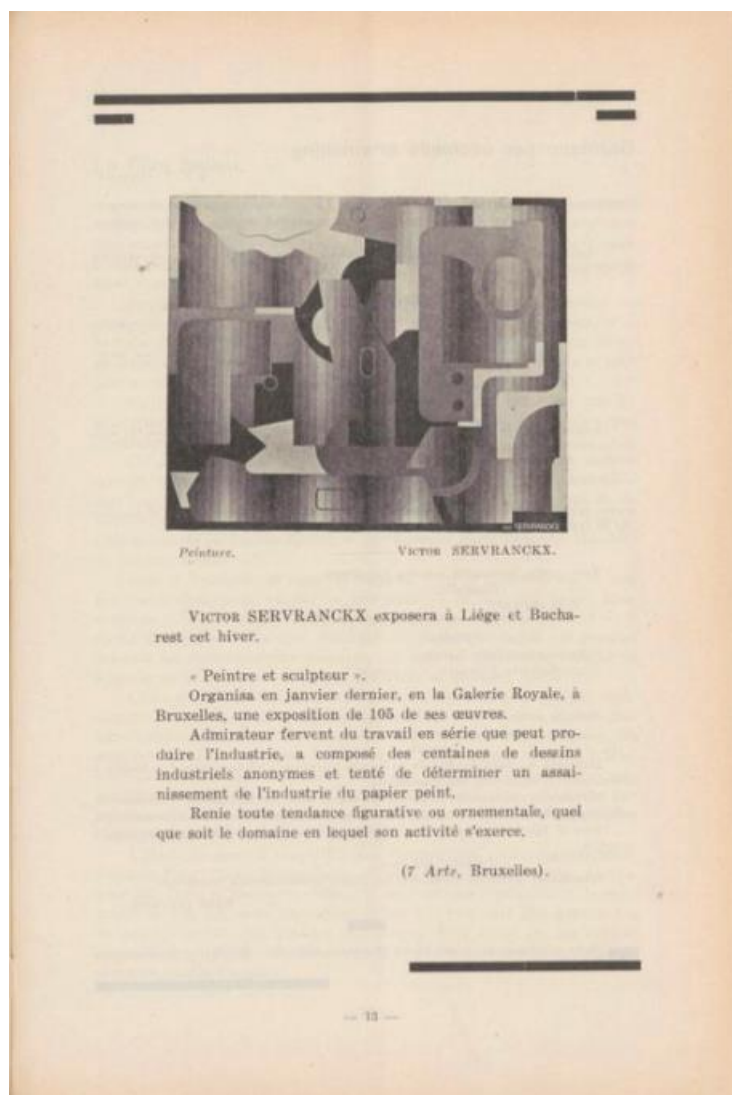 SERVRANCKX
Peinture. VICTOR SERVRANCKX.
VICTOR SERVRANCKX exposera à Liége et Bucha-
rest cet hiver.
« Peintre et sculpteur ».
Organisa en janvier dernier, en la Galerie Royale, à
Bruxelles, une exposition de 105 de ses œuvres.
Admirateur fervent du travail en série que peut pro-
duire l'industrie, a composé des centaines de dessins
industriels anonymes et tenté de déterminer un assai-
nissement de l'industrie du papier peint.
Renie toute tendance figurative ou ornementale, quel
que soit le domaine en lequel son activité s'exerce.
(7 Arts, Bruxelles).
— 13 —